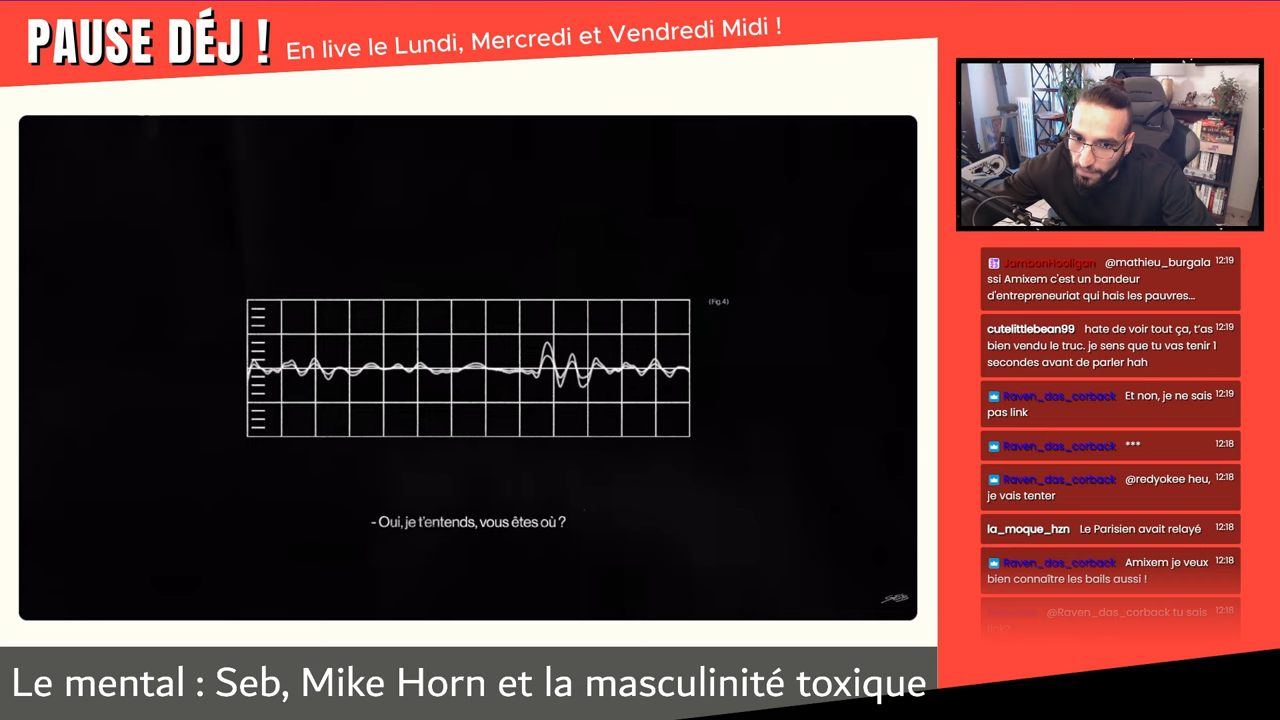 PAUSE DÉJ !
En live le Lundi, Mercredi et Vendredi Midi !
(Fig.4)
- Oui, je t'entends, vous êtes où ?
SEB
Le mental : Seb, Mike Horn et la masculinité toxique
JambonHooligan @mathieu_burgala 12:19
ssi Amixem c'est un bandeur
d'entrepreneuriat qui hais les pauvres...
cutelittlebean99 hate de voir tout ça, t'as 12:19
bien vendu le truc. je sens que tu vas tenir 1
secondes avant de parler hah
Raven_das_corback Et non, je ne sais 12:19
pas link
Raven_das_corback *** 12:18
Raven_das_corback @redyokee heu, 12:18
je vais tenter
la_moque_hzn Le Parisien avait relayé 12:18
Raven_das_corback Amixem je veux 12:18
bien connaître les bails aussi !
@Raven_das_corback tu sais 12:18